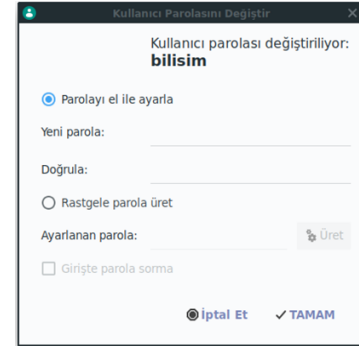 Kullanıcı Parolasını Değiştir
Kullanıcı parolası değiştiriliyor:
bilisim
Parolayı el ile ayarla
Yeni parola:
Doğrula:
Rastgele parola üret
Ayarlanan parola:
Üret
Girişte parola sorma
İptal Et
TAMAM